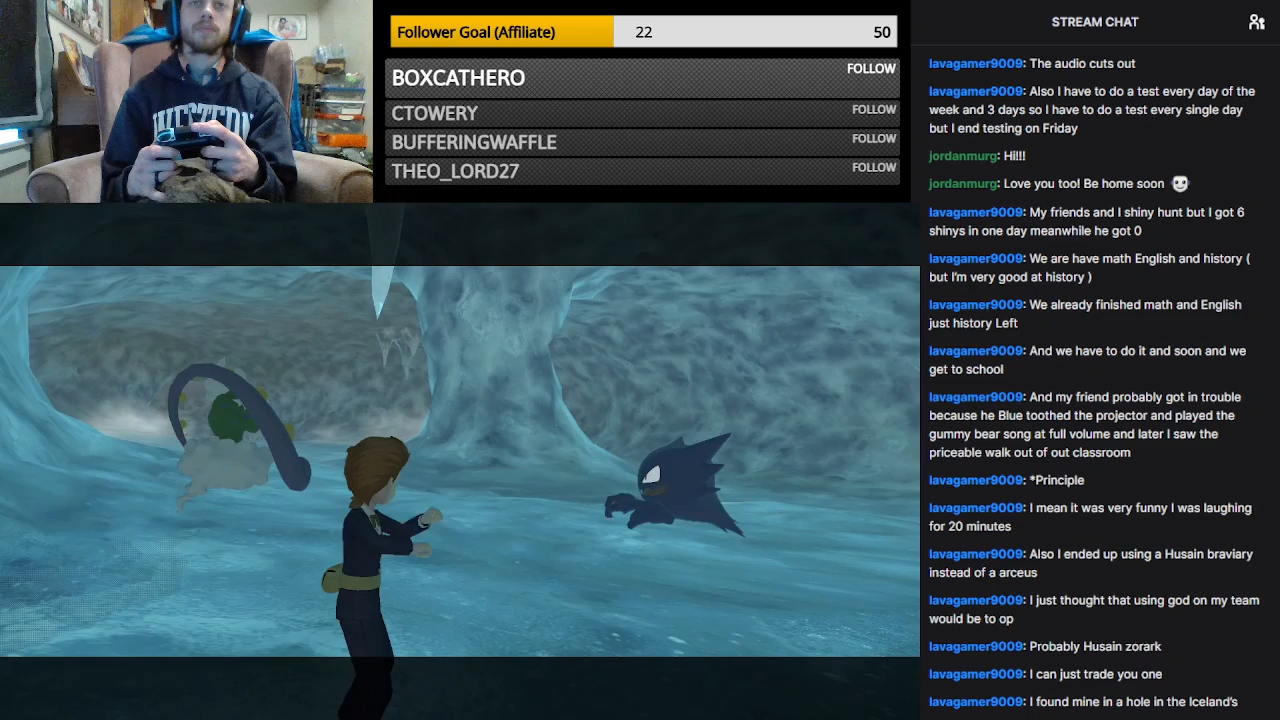 Follower Goal (Affiliate) 22 50
BOXCATHERO FOLLOW
CTOWERY FOLLOW
BUFFERINGWAFFLE FOLLOW
THEO_LORD27 FOLLOW
STREAM CHAT
lavagamer9009: The audio cuts out
lavagamer9009: Also I have to do a test every day of the
week and 3 days so I have to do a test every single day
but I end testing on Friday
jordanmurg: Hi!!!
jordanmurg: Love you too! Be home soon
lavagamer9009: My friends and I shiny hunt but I got 6
shinys in one day meanwhile he got 0
lavagamer9009: We are have math English and history (
but I'm very good at history )
lavagamer9009: We already finished math and English
just history Left
lavagamer9009: And we have to do it and soon and we
get to school
lavagamer9009: And my friend probably got in trouble
because he Blue toothed the projector and played the
gummy bear song at full volume and later I saw the
priceable walk out of out classroom
lavagamer9009: *Principle
lavagamer9009: I mean it was very funny I was laughing
for 20 minutes
lavagamer9009: Also I ended up using a Husain braviary
instead of a arceus
lavagamer9009: I just thought that using god on my team
would be to op
lavagamer9009: Probably Husain zorark
lavagamer9009: I can just trade you one
lavagamer9009: I found mine in a hole in the Iceland's